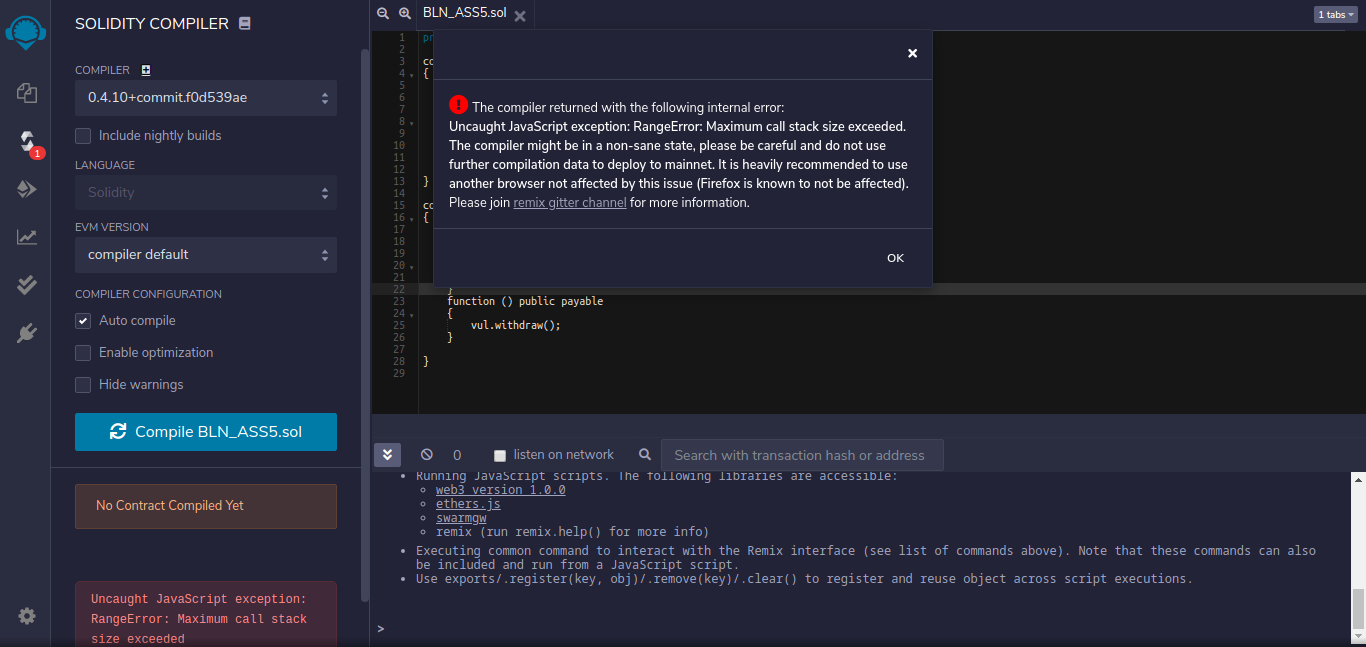 SOLIDITY COMPILER
COMPILER
0.4.10+commit.f0d539ae
Include nightly builds
LANGUAGE
Solidity
EVM VERSION
compiler default
COMPILER CONFIGURATION
Auto compile
Enable optimization
Hide warnings
Compile BLN_ASS5.sol
No Contract Compiled Yet
Uncaught JavaScript exception:
RangeError: Maximum call stack
size exceeded
1
BLN_ASS5.sol
1 tabs
1 pr
2
3 co
4 {
5
6
7
8
9
10
11
12
13 }
14
15 co
16 {
17
18
19
20
21
22 }
23 function () public payable
24 {
25 vul.withdraw();
26 }
27
28 }
29
The compiler returned with the following internal error:
Uncaught JavaScript exception: RangeError: Maximum call stack size exceeded.
The compiler might be in a non-sane state, please be careful and do not use
further compilation data to deploy to mainnet. It is heavily recommended to use
another browser not affected by this issue (Firefox is known to not be affected).
Please join remix gitter channel for more information.
OK
0
listen on network
Search with transaction hash or address
• Running JavaScript scripts. The following libraries are accessible:
○ web3 version 1.0.0
○ ethers.js
○ swarmgw
○ remix (run remix.help() for more info)
• Executing common command to interact with the Remix interface (see list of commands above). Note that these commands can also
be included and run from a JavaScript script.
• Use exports/.register(key, obj)/.remove(key)/.clear() to register and reuse object across script executions.
>